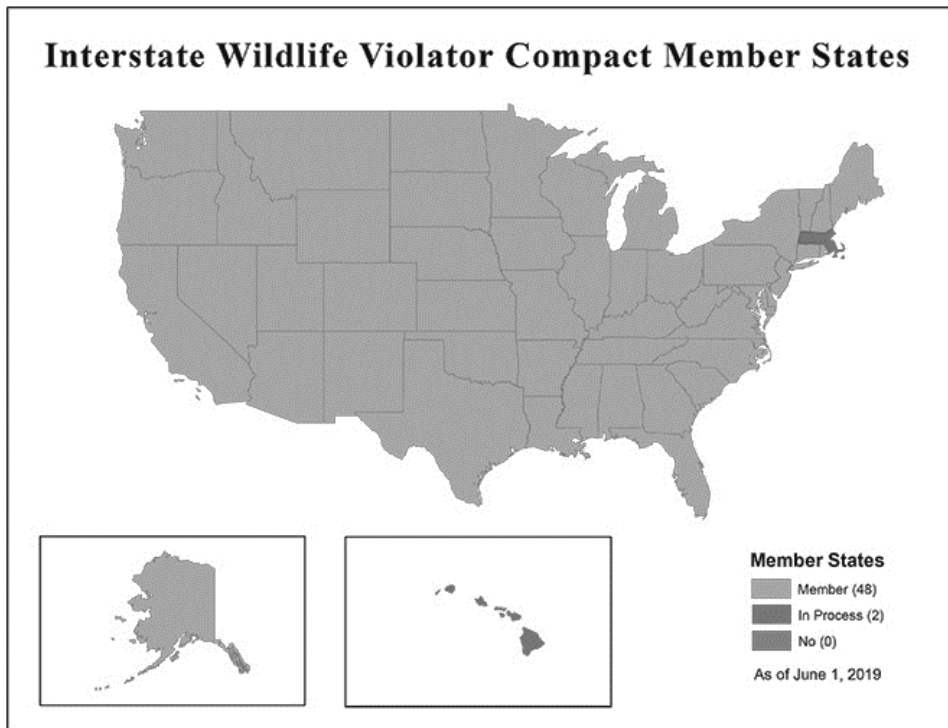 Interstate Wildlife Violator Compact Member States
Member States
Member (48)
In Process (2)
No (0)
As of June 1, 2019